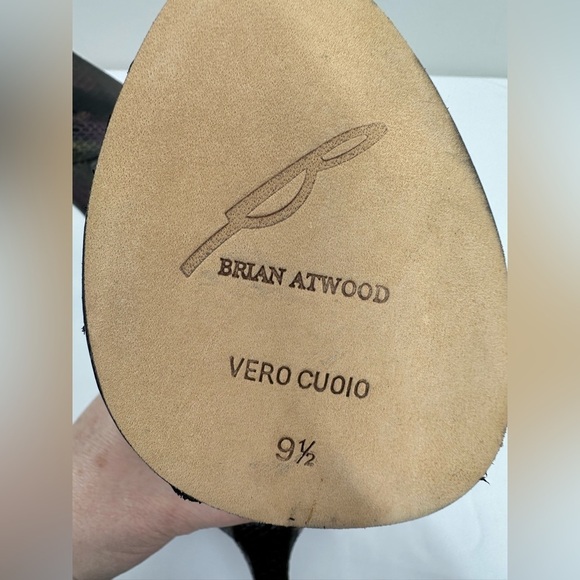 BRIAN ATWOOD
VERO CUOIO
9½